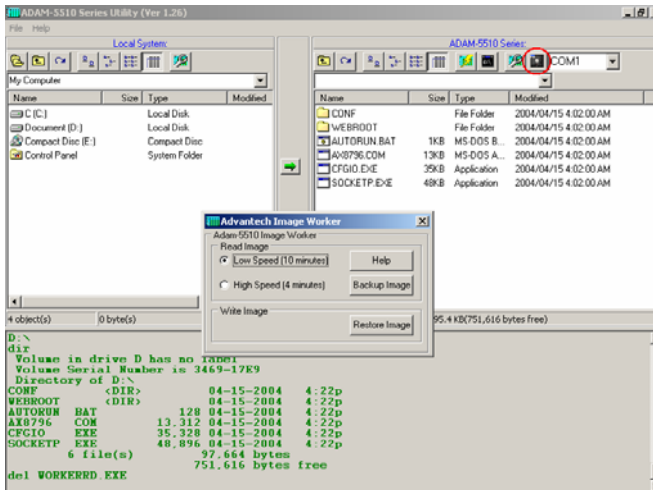 ADAM-5510 Series Utility (Ver 1.26)
File Help
Local System:
ADAM-5510 Series:
COM1
My Computer
Name Size Type Modified
C (C:) Local Disk
Document (D:) Local Disk
Compact Disc (E:) Compact Disc
Control Panel System Folder
Name Size Type Modified
CONF File Folder 2004/04/15 4:02:00 AM
WEBROOT File Folder 2004/04/15 4:02:00 AM
AUTORUN.BAT 1KB MS-DOS B... 2004/04/15 4:02:00 AM
AX8796.COM 13KB MS-DOS A... 2004/04/15 4:02:00 AM
CFGIO.EXE 35KB Application 2004/04/15 4:02:00 AM
SOCKETP.EXE 48KB Application 2004/04/15 4:02:00 AM
Advantech Image Worker
Adam-5510 Image Worker
Read Image
Low Speed (10 minutes) Help
High Speed (4 minutes) Backup Image
Write Image
Restore Image
4 object(s) 0 byte(s)
95.4 KB(751,616 bytes free)
D:\
dir
Volume in drive D has no label
Volume Serial Number is 3469-17E9
Directory of D:\
CONF <DIR> 04-15-2004 4:22p
WEBROOT <DIR> 04-15-2004 4:22p
AUTORUN BAT 128 04-15-2004 4:22p
AX8796 COM 13,312 04-15-2004 4:22p
CFGIO EXE 35,328 04-15-2004 4:22p
SOCKETP EXE 48,896 04-15-2004 4:22p
6 file(s) 97,664 bytes
751,616 bytes free
del WORKERRD.EXE